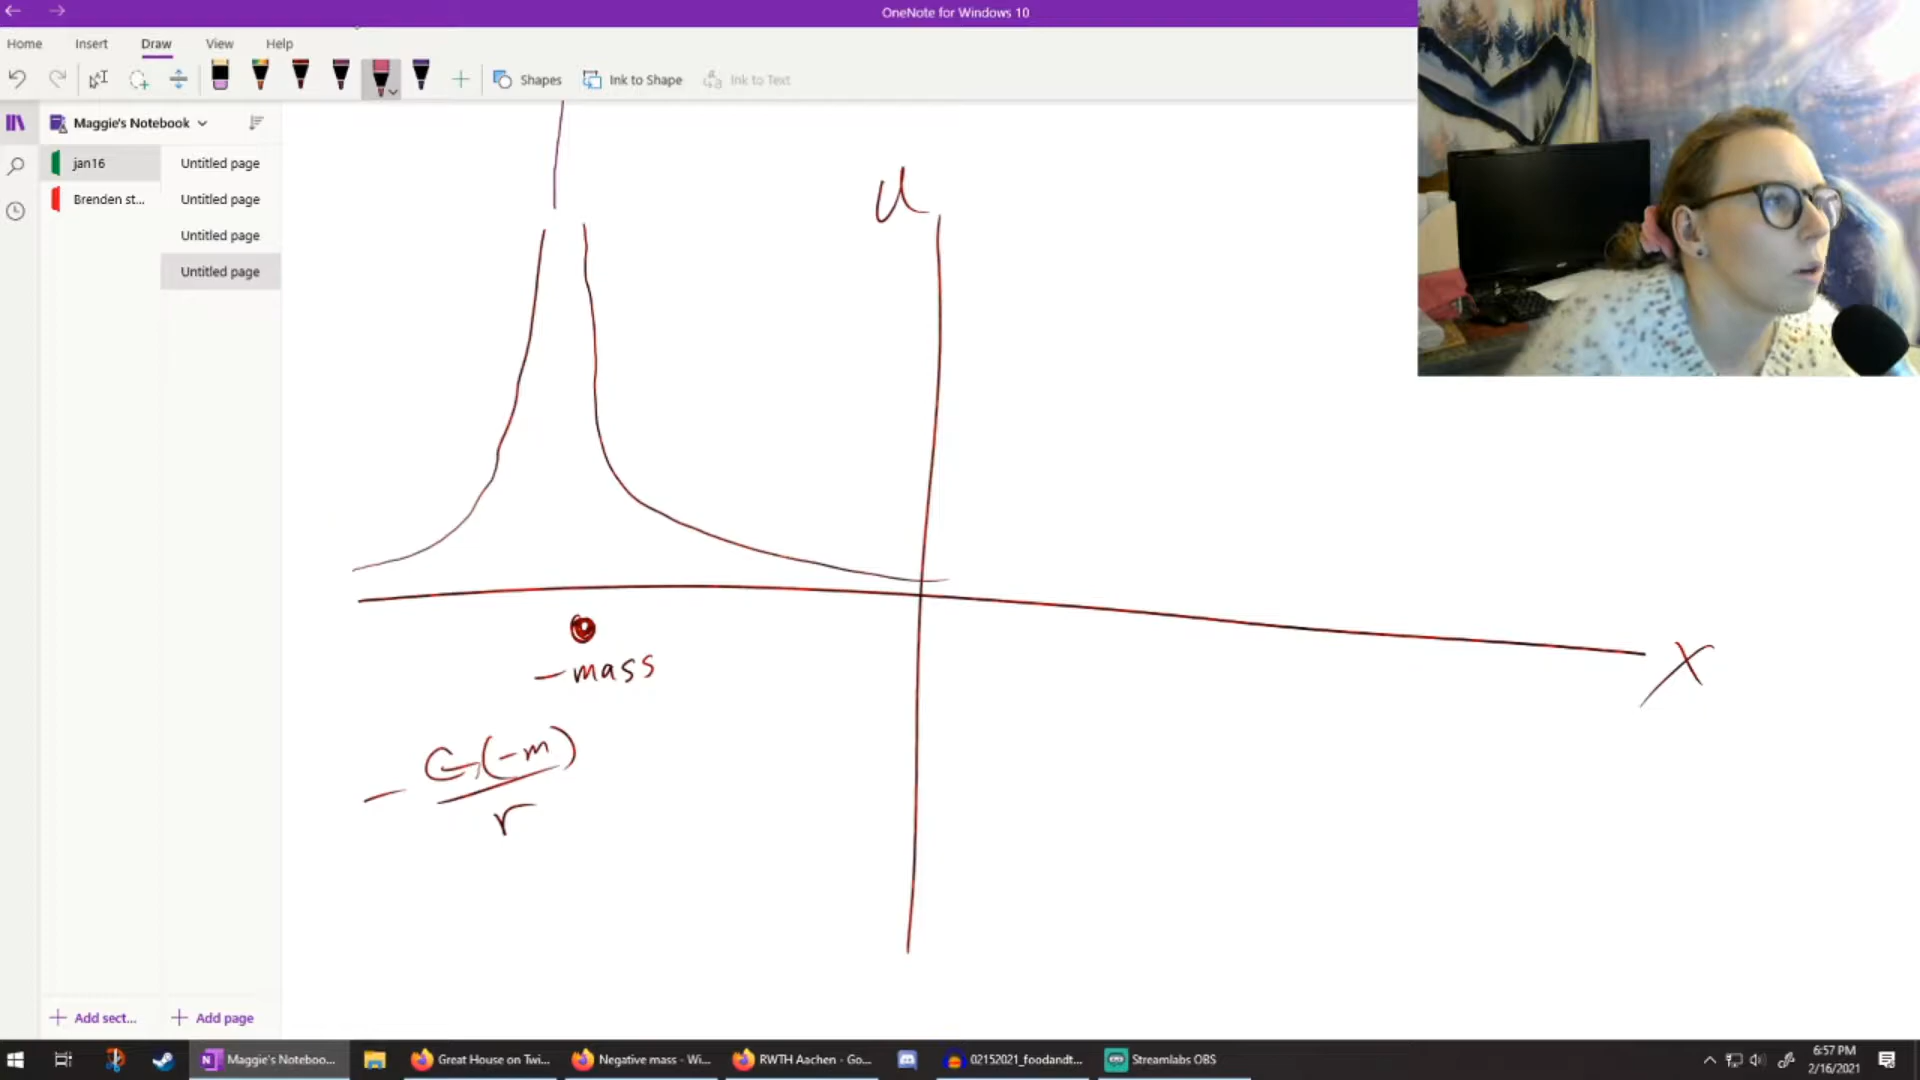 OneNote for Windows 10
Home Insert Draw View Help
Shapes Ink to Shape Ink to Text
Maggie's Notebook
jan16 Untitled page
Brenden st... Untitled page
Untitled page
Untitled page
U
X
- mass
- G(-m)
r
Add sect... Add page
Maggie's Noteboo... Great House on Twi... Negative mass - Wi... RWTH Aachen - Go... 02152021_foodandt... Streamlabs OBS
6:57 PM
2/16/2021